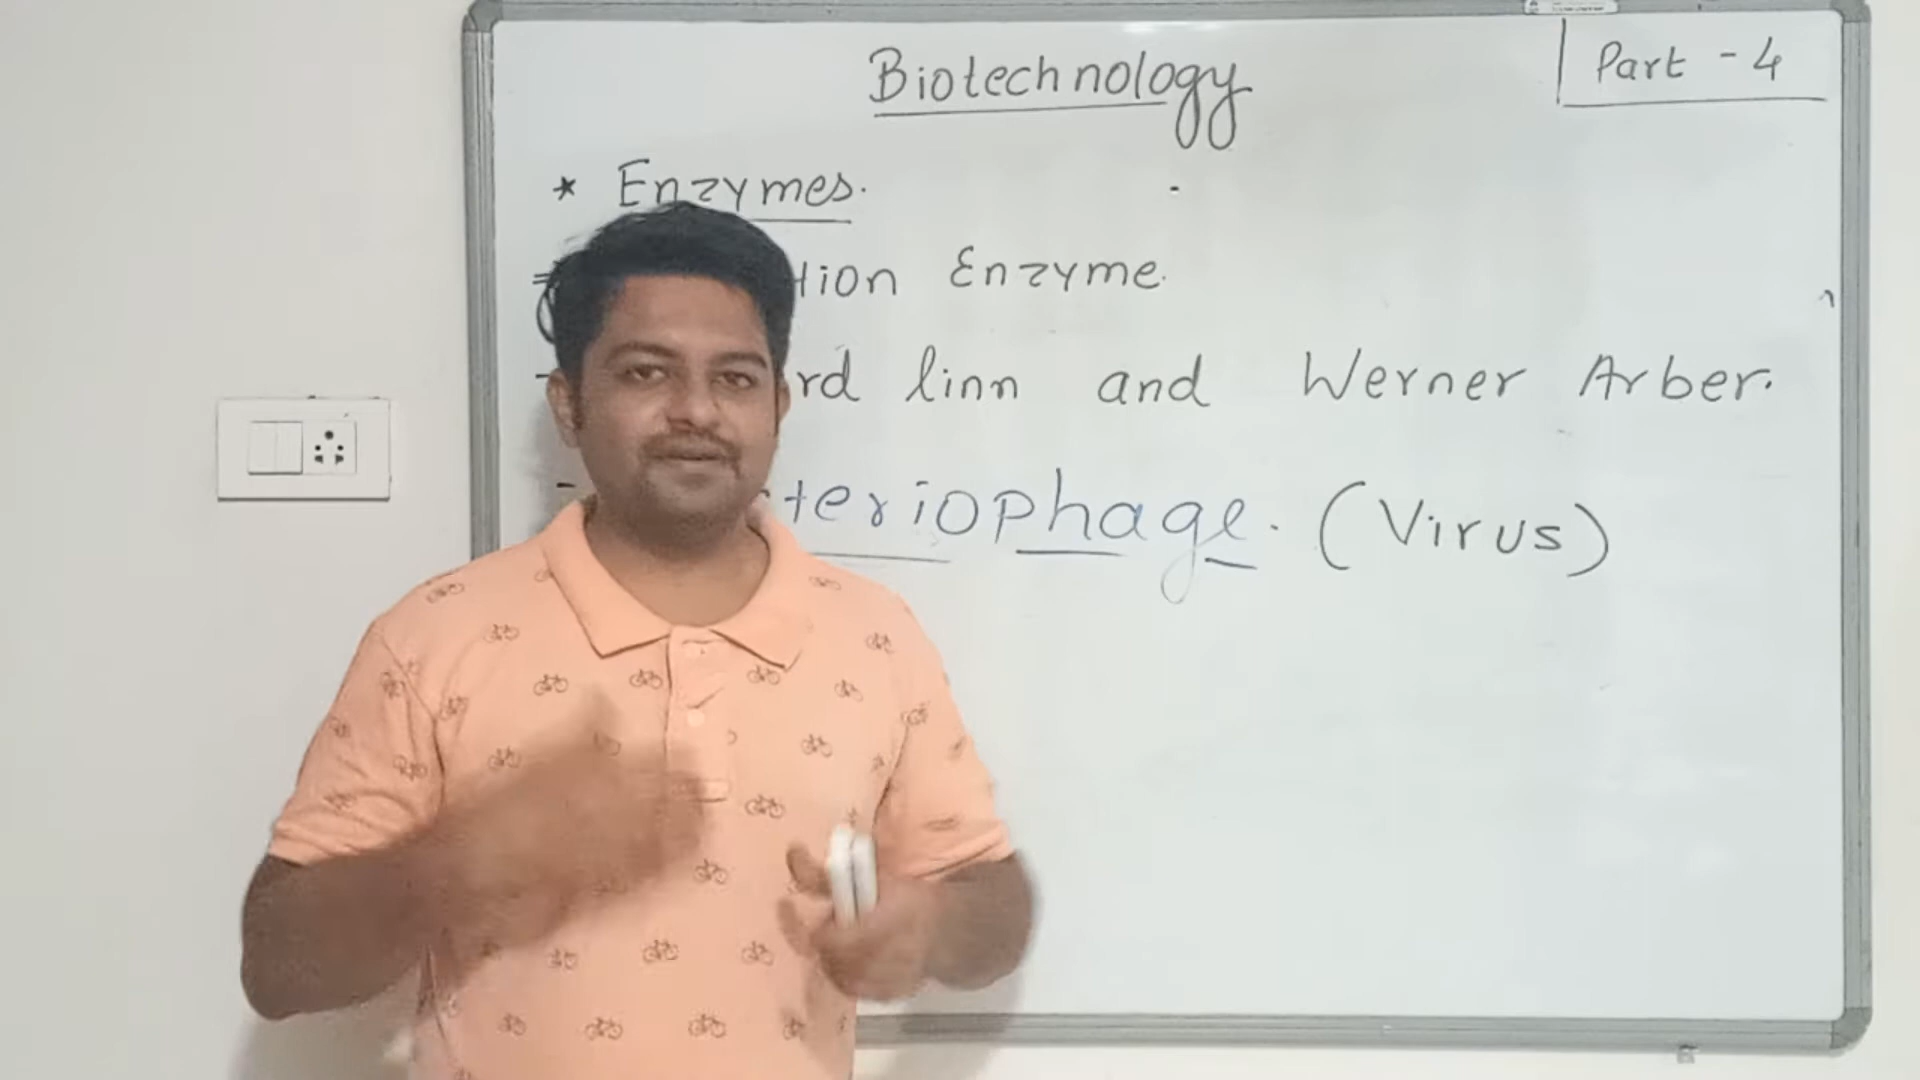 Biotechnology
Part - 4
* Enzymes.
tion Enzyme.
rd linn and Werner Arber.
teriophage. (Virus)